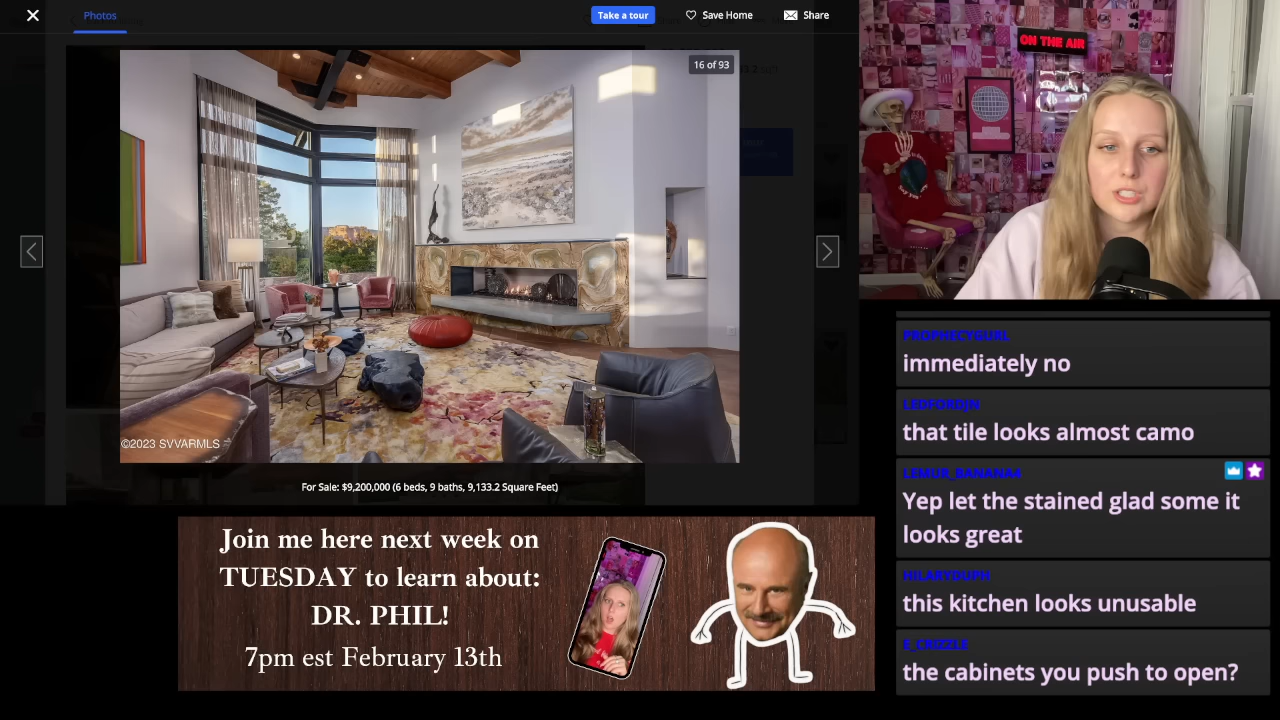 Photos
Take a tour
Save Home
Share
16 of 93
ON THE AIR
©2023 SVVARMLS
For Sale: $9,200,000 (6 beds, 9 baths, 9,133.2 Square Feet)
Join me here next week on
TUESDAY to learn about:
DR. PHIL!
7pm est February 13th
PROPHECYGURL
immediately no
LEDFORDJN
that tile looks almost camo
LEMUR_BANANA4
Yep let the stained glad some it
looks great
this kitchen looks unusable
E_CRIZZLE
the cabinets you push to open?